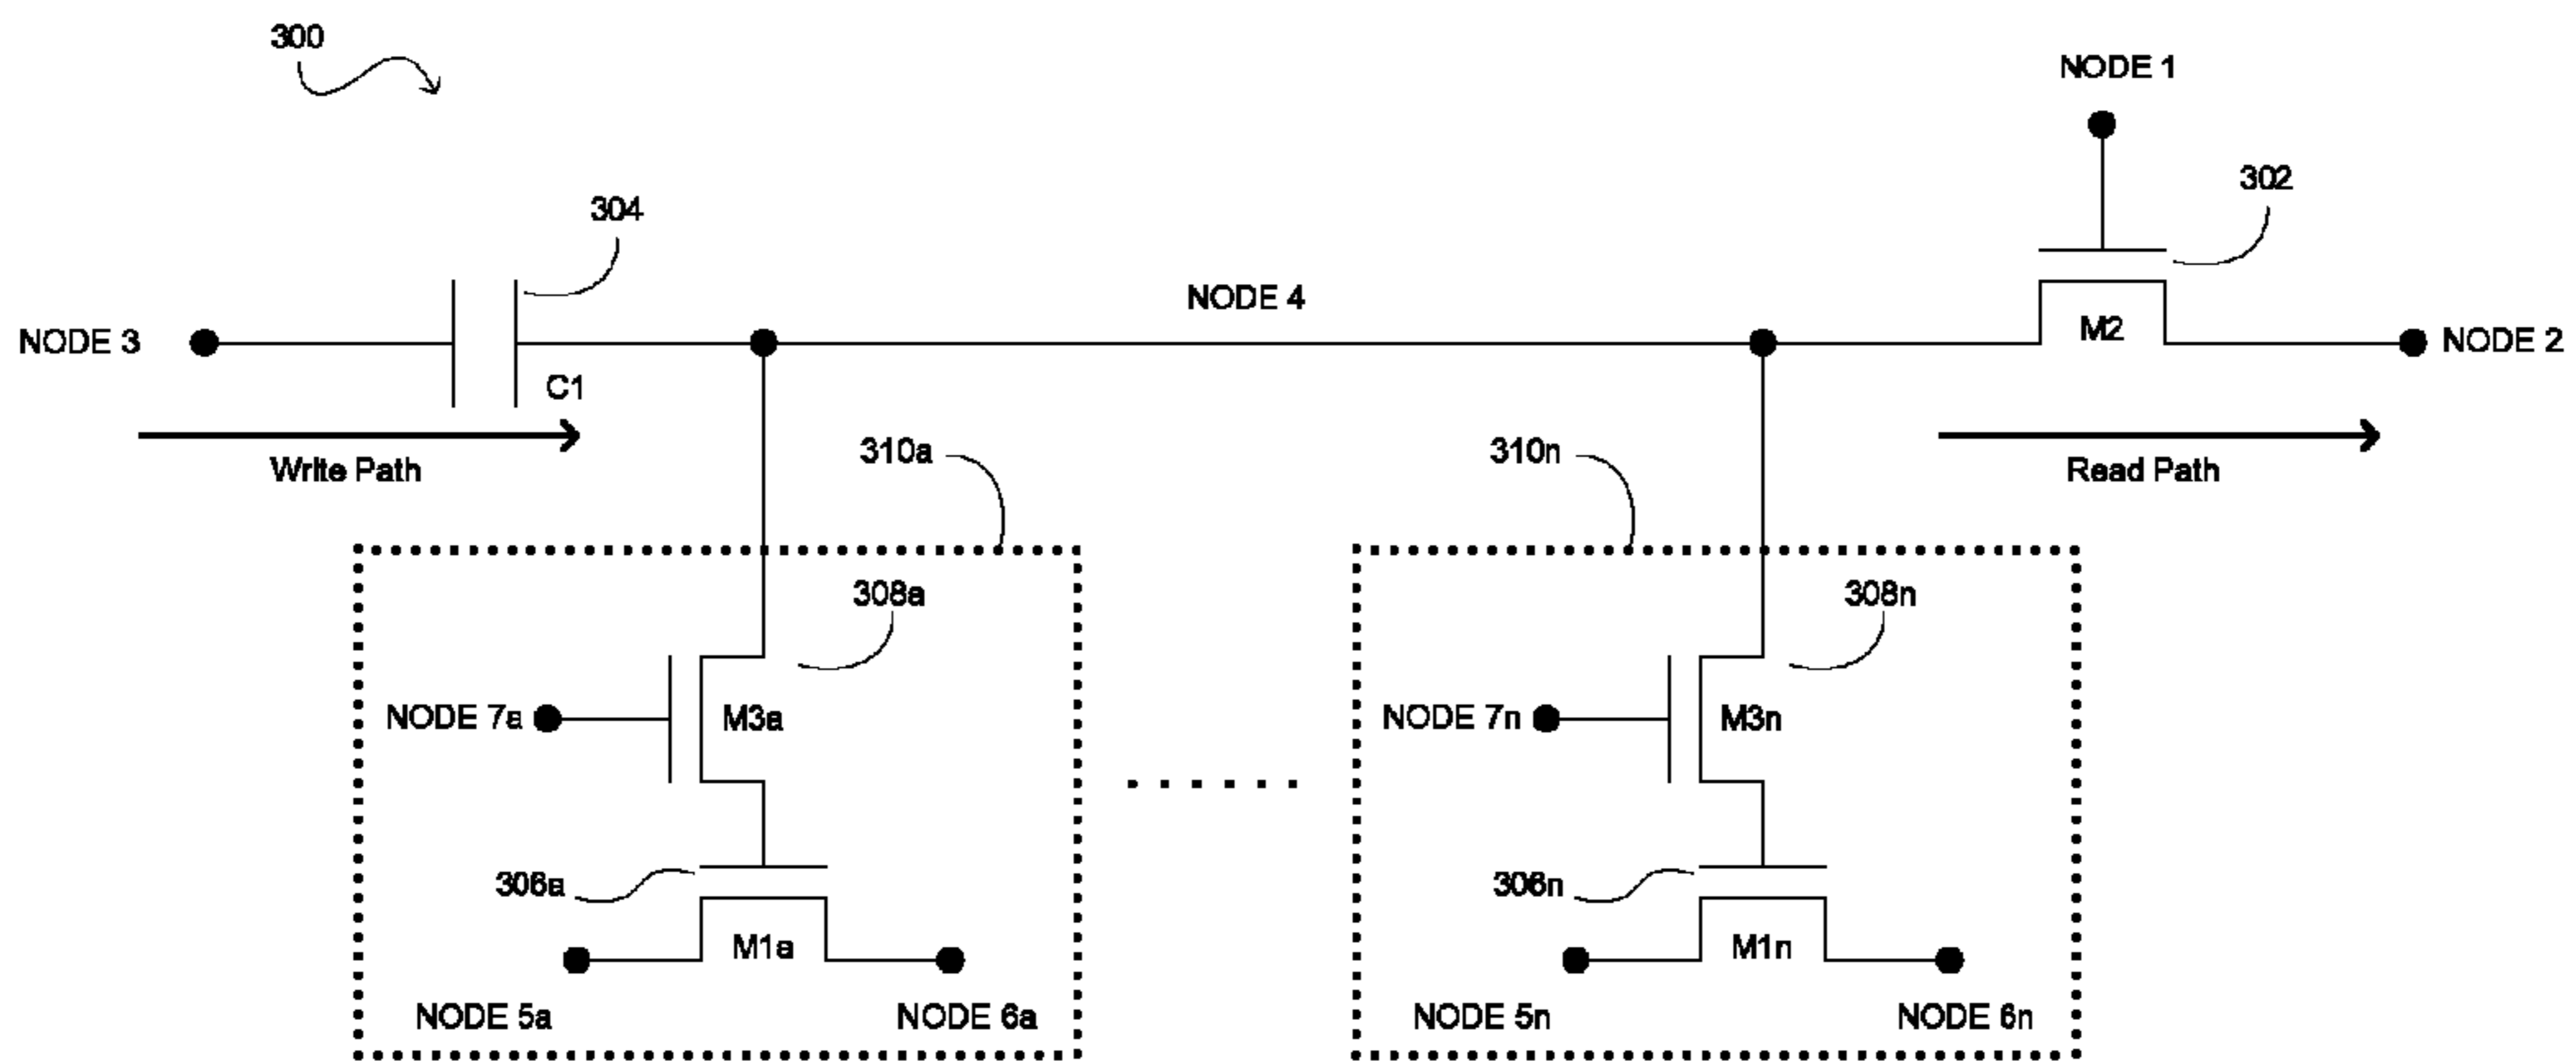 300
NODE 1
302
304
NODE 4
M2
NODE 3
NODE 2
C1
Write Path
310a
310n
Read Path
308a
308n
NODE 7a
M3a
NODE 7n
M3n
306a
306n
M1a
M1n
NODE 5a
NODE 6a
NODE 5n
NODE 6n